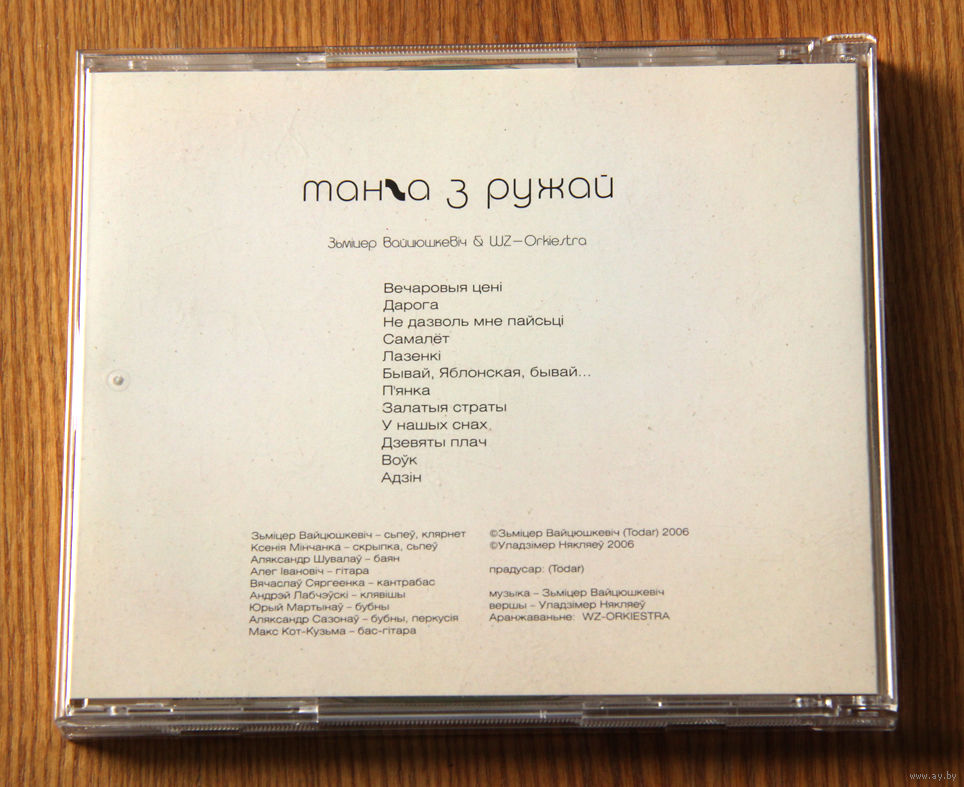 танга з ружай
Зьміцер Вайцюшкевіч & WZ-Orkiestra
Вечаровыя цені
Дарога
Не дазволь мне пайсьці
Самалёт
Лазенкі
Бывай, Яблонская, бывай...
П'янка
Залатыя страты
У нашых снах
Дзевяты плач
Воўк
Адзін
Зьміцер Вайцюшкевіч – сьпеў, клярнет
Ксенія Мінчанка – скрыпка, сьпеў
Аляксандр Шувалаў – баян
Алег Івановіч – гітара
Вячаслаў Сяргеенка – кантрабас
Андрэй Лабчэўскі – клявішы
Юрый Мартынаў – бубны
Аляксандр Сазонаў – бубны, перкусія
Макс Кот-Кузьма – бас-гітара
©Зьміцер Вайцюшкевіч (Todar) 2006
©Уладзімер Някляеў 2006
прадусар: (Todar)
музыка – Зьміцер Вайцюшкевіч
вершы – Уладзімер Някляеў
Аранжаваньне: WZ-ORKIESTRA
www.ay.by